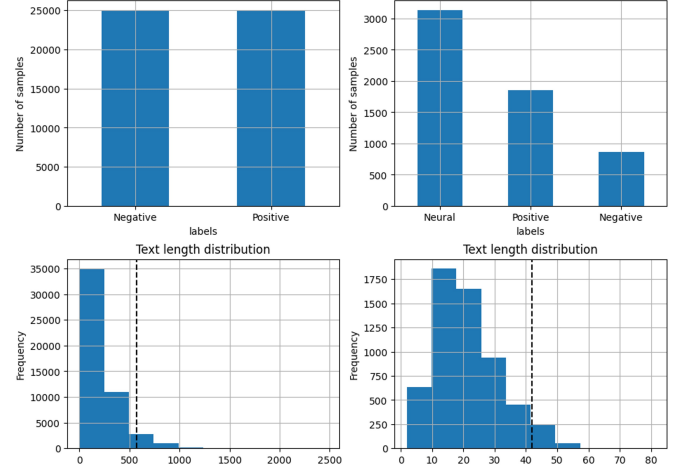 25000
20000
15000
10000
5000
0
Number of samples
Negative Positive
labels
3000
2500
2000
1500
1000
500
0
Number of samples
Neural Positive Negative
labels
Text length distribution
35000
30000
25000
20000
15000
10000
5000
0
Frequency
0 500 1000 1500 2000 2500
Text length distribution
1750
1500
1250
1000
750
500
250
0
Frequency
0 10 20 30 40 50 60 70 80